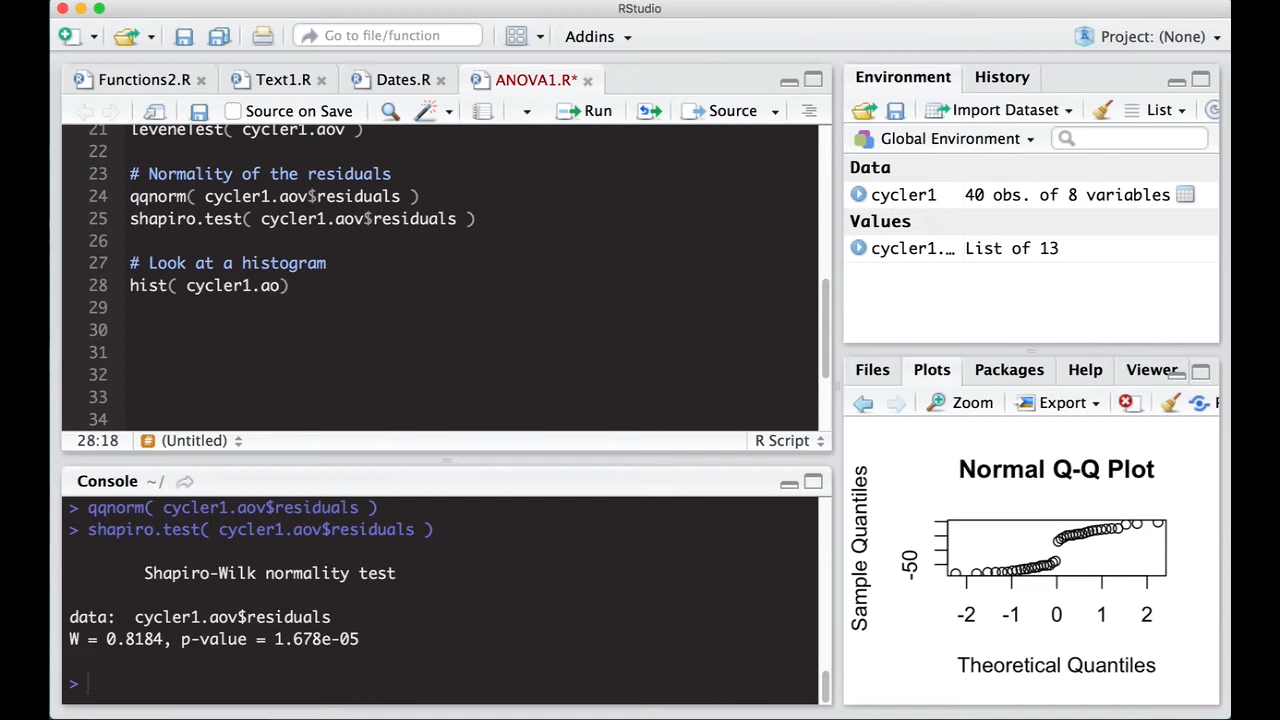 RStudio
Go to file/function
Addins
Project: (None)
Functions2.R
Text1.R
Dates.R
ANOVA1.R*
Source on Save
Run
Source
21 leveneTest( cycler1.aov )
22
23 # Normality of the residuals
24 qqnorm( cycler1.aov$residuals )
25 shapiro.test( cycler1.aov$residuals )
26
27 # Look at a histogram
28 hist( cycler1.ao)
29
30
31
32
33
34
28:18 (Untitled) R Script
Console ~/
> qqnorm( cycler1.aov$residuals )
> shapiro.test( cycler1.aov$residuals )
Shapiro-Wilk normality test
data: cycler1.aov$residuals
W = 0.8184, p-value = 1.678e-05
>
Environment History
Import Dataset List
Global Environment
Data
cycler1 40 obs. of 8 variables
Values
cycler1.… List of 13
Files Plots Packages Help Viewer
Zoom Export
Normal Q-Q Plot
Sample Quantiles
-50
-2 -1 0 1 2
Theoretical Quantiles